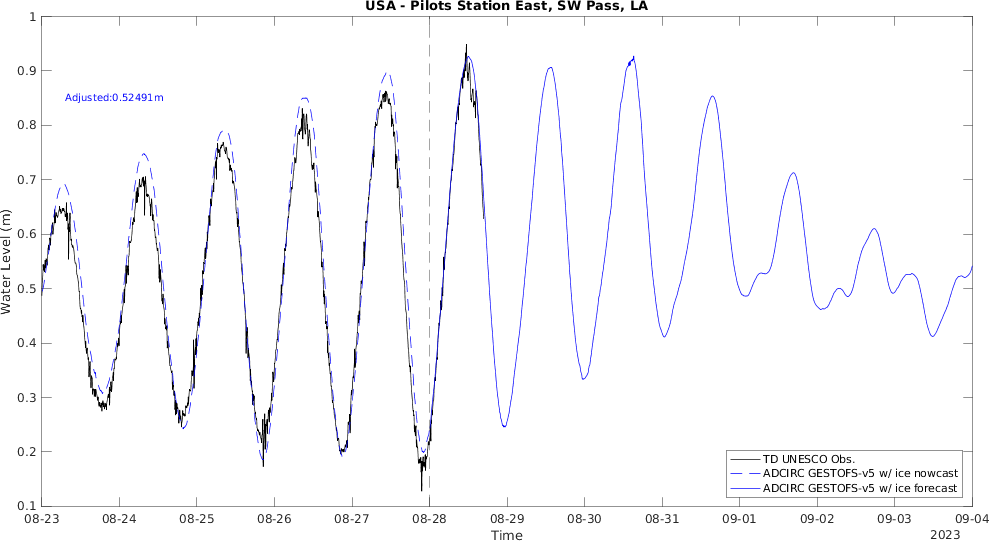 USA - Pilots Station East, SW Pass, LA
1
0.9
0.8
0.7
0.6
0.5
0.4
0.3
0.2
0.1
Water Level (m)
Adjusted:0.52491m
TD UNESCO Obs.
ADCIRC GESTOFS-v5 w/ ice nowcast
ADCIRC GESTOFS-v5 w/ ice forecast
08-23 08-24 08-25 08-26 08-27 08-28 08-29 08-30 08-31 09-01 09-02 09-03 09-04
Time
2023